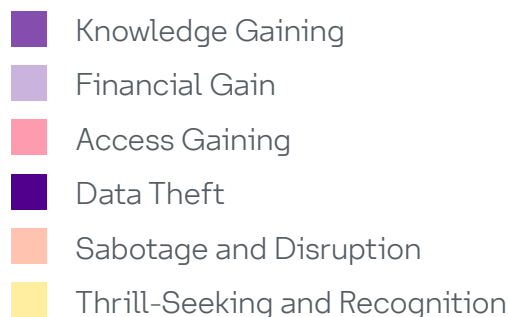 Knowledge Gaining
Financial Gain
Access Gaining
Data Theft
Sabotage and Disruption
Thrill-Seeking and Recognition